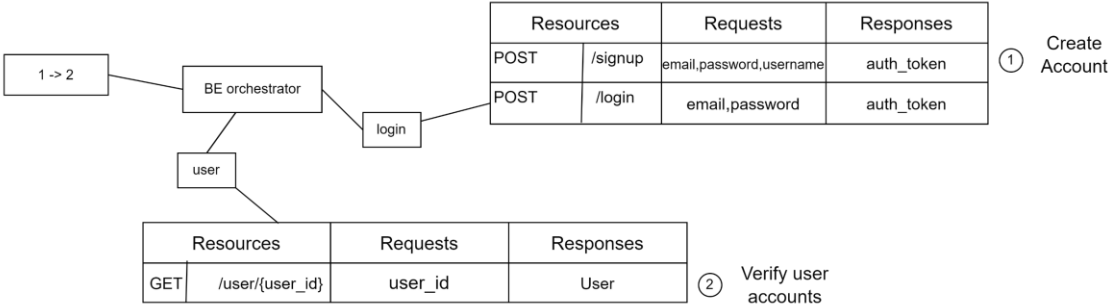 Resources Requests Responses
POST /signup email,password,username auth_token
1 Create
Account
POST /login email,password auth_token
1 -> 2
BE orchestrator
login
user
Resources Requests Responses
GET /user/{user_id} user_id User
2 Verify user
accounts